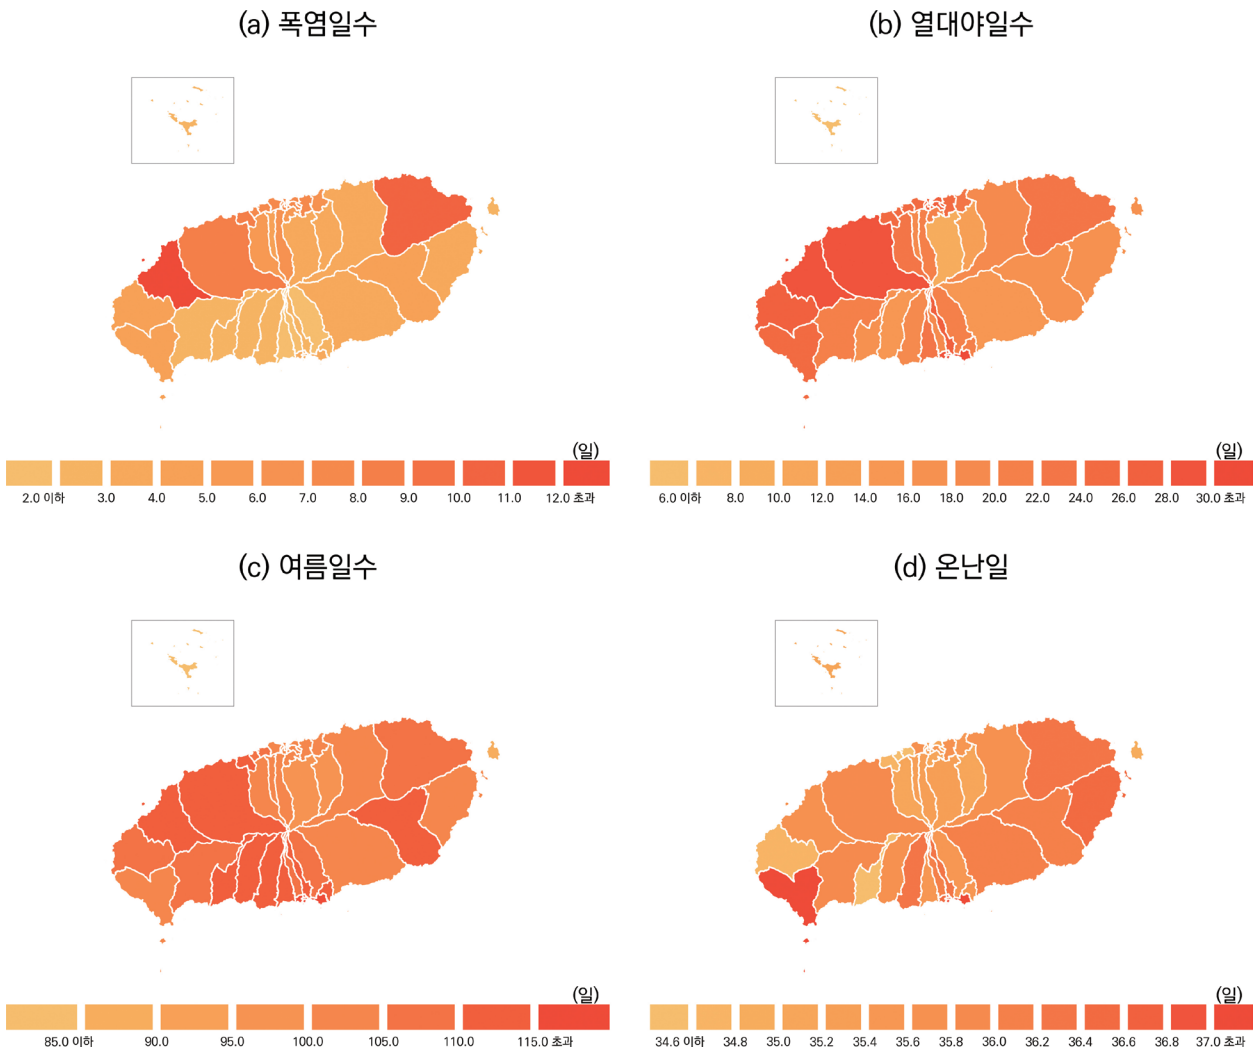 (a) 폭염일수
(b) 열대야일수
(일)
2.0 이하 3.0 4.0 5.0 6.0 7.0 8.0 9.0 10.0 11.0 12.0 초과
(일)
6.0 이하 8.0 10.0 12.0 14.0 16.0 18.0 20.0 22.0 24.0 26.0 28.0 30.0 초과
(c) 여름일수
(d) 온난일
(일)
85.0 이하 90.0 95.0 100.0 105.0 110.0 115.0 초과
(일)
34.6 이하 34.8 35.0 35.2 35.4 35.6 35.8 36.0 36.2 36.4 36.6 36.8 37.0 초과